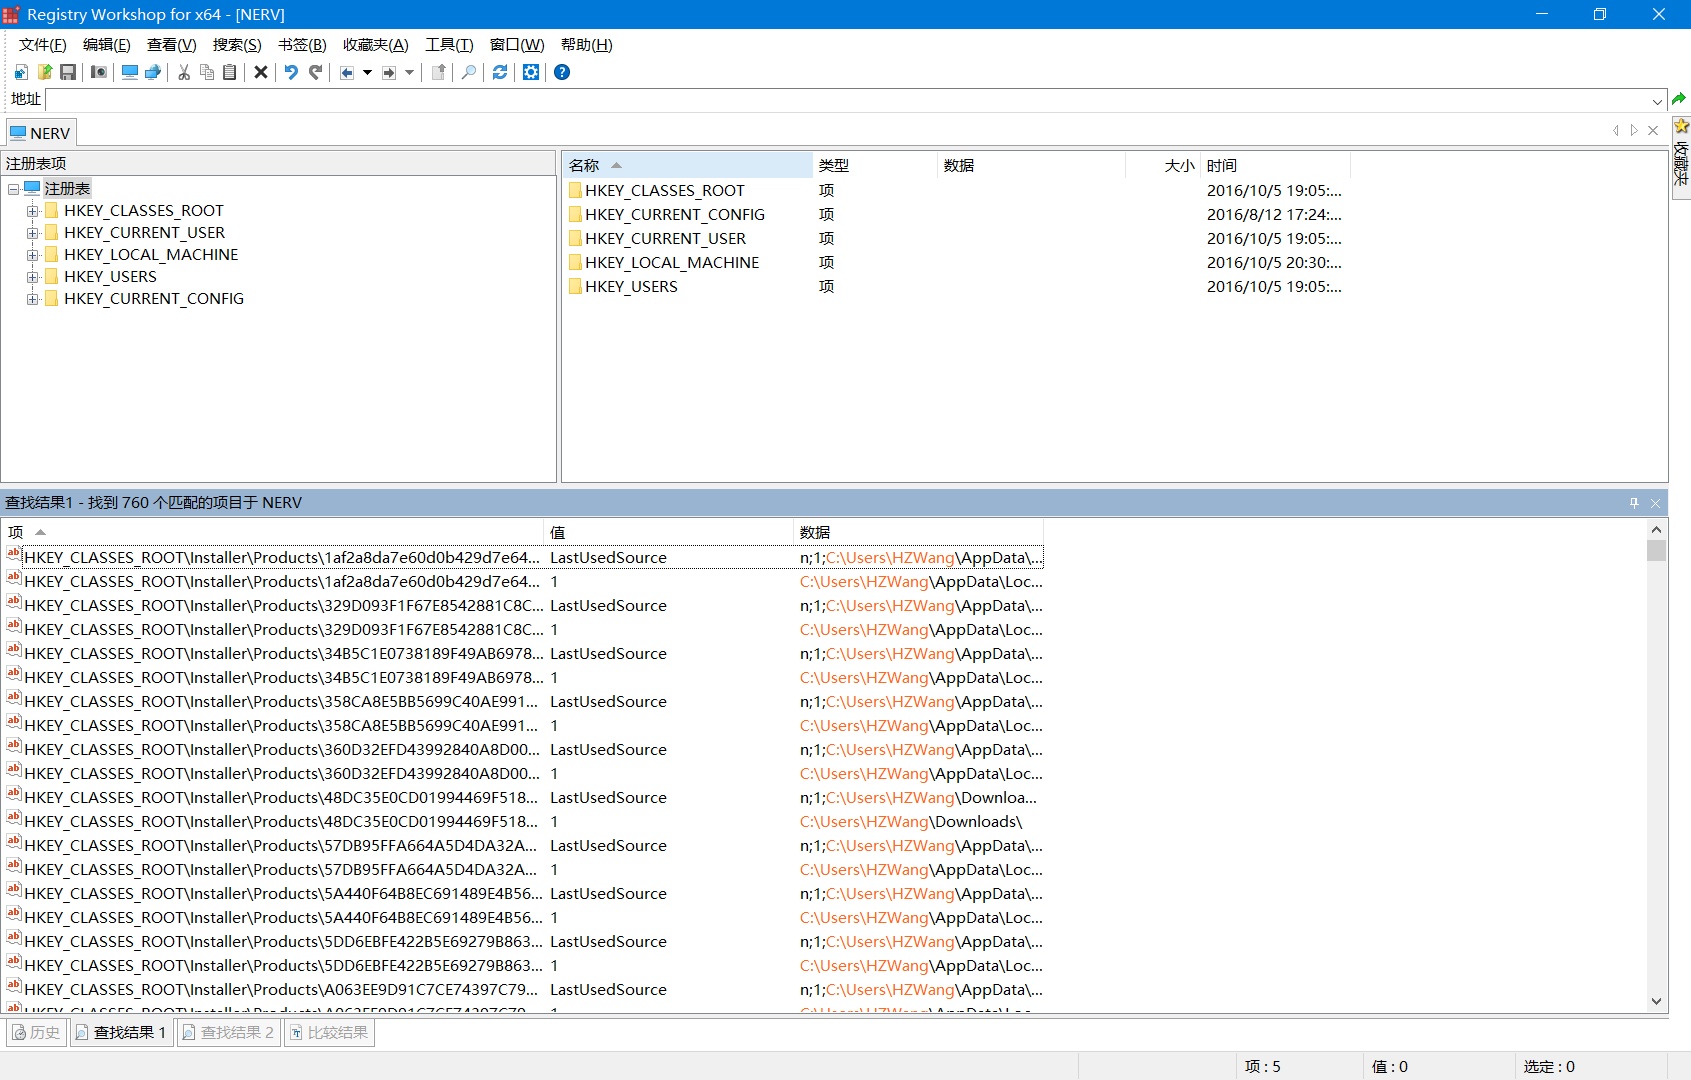 Registry Workshop for x64 - [NERV]
文件(F) 编辑(E) 查看(V) 搜索(S) 书签(B) 收藏夹(A) 工具(T) 窗口(W) 帮助(H)
地址
NERV
收藏夹
注册表项
注册表
HKEY_CLASSES_ROOT
HKEY_CURRENT_USER
HKEY_LOCAL_MACHINE
HKEY_USERS
HKEY_CURRENT_CONFIG
名称 类型 数据 大小 时间
HKEY_CLASSES_ROOT 项 2016/10/5 19:05:...
HKEY_CURRENT_CONFIG 项 2016/8/12 17:24:...
HKEY_CURRENT_USER 项 2016/10/5 19:05:...
HKEY_LOCAL_MACHINE 项 2016/10/5 20:30:...
HKEY_USERS 项 2016/10/5 19:05:...
查找结果1 - 找到 760 个匹配的项目于 NERV
项 值 数据
HKEY_CLASSES_ROOT\Installer\Products\1af2a8da7e60d0b429d7e64... LastUsedSource n;1;C:\Users\HZWang\AppData\...
HKEY_CLASSES_ROOT\Installer\Products\1af2a8da7e60d0b429d7e64... 1 C:\Users\HZWang\AppData\Loc...
HKEY_CLASSES_ROOT\Installer\Products\329D093F1F67E8542881C8C... LastUsedSource n;1;C:\Users\HZWang\AppData\...
HKEY_CLASSES_ROOT\Installer\Products\329D093F1F67E8542881C8C... 1 C:\Users\HZWang\AppData\Loc...
HKEY_CLASSES_ROOT\Installer\Products\34B5C1E0738189F49AB6978... LastUsedSource n;1;C:\Users\HZWang\AppData\...
HKEY_CLASSES_ROOT\Installer\Products\34B5C1E0738189F49AB6978... 1 C:\Users\HZWang\AppData\Loc...
HKEY_CLASSES_ROOT\Installer\Products\358CA8E5BB5699C40AE991... LastUsedSource n;1;C:\Users\HZWang\AppData\...
HKEY_CLASSES_ROOT\Installer\Products\358CA8E5BB5699C40AE991... 1 C:\Users\HZWang\AppData\Loc...
HKEY_CLASSES_ROOT\Installer\Products\360D32EFD43992840A8D00... LastUsedSource n;1;C:\Users\HZWang\AppData\...
HKEY_CLASSES_ROOT\Installer\Products\360D32EFD43992840A8D00... 1 C:\Users\HZWang\AppData\Loc...
HKEY_CLASSES_ROOT\Installer\Products\48DC35E0CD01994469F518... LastUsedSource n;1;C:\Users\HZWang\Downloa...
HKEY_CLASSES_ROOT\Installer\Products\48DC35E0CD01994469F518... 1 C:\Users\HZWang\Downloads\
HKEY_CLASSES_ROOT\Installer\Products\57DB95FFA664A5D4DA32A... LastUsedSource n;1;C:\Users\HZWang\AppData\...
HKEY_CLASSES_ROOT\Installer\Products\57DB95FFA664A5D4DA32A... 1 C:\Users\HZWang\AppData\Loc...
HKEY_CLASSES_ROOT\Installer\Products\5A440F64B8EC691489E4B56... LastUsedSource n;1;C:\Users\HZWang\AppData\...
HKEY_CLASSES_ROOT\Installer\Products\5A440F64B8EC691489E4B56... 1 C:\Users\HZWang\AppData\Loc...
HKEY_CLASSES_ROOT\Installer\Products\5DD6EBFE422B5E69279B863... LastUsedSource n;1;C:\Users\HZWang\AppData\...
HKEY_CLASSES_ROOT\Installer\Products\5DD6EBFE422B5E69279B863... 1 C:\Users\HZWang\AppData\Loc...
HKEY_CLASSES_ROOT\Installer\Products\A063EE9D91C7CE74397C79... LastUsedSource n;1;C:\Users\HZWang\AppData\...
历史 查找结果 1 查找结果 2 比较结果
项 : 5 值 : 0 选定 : 0